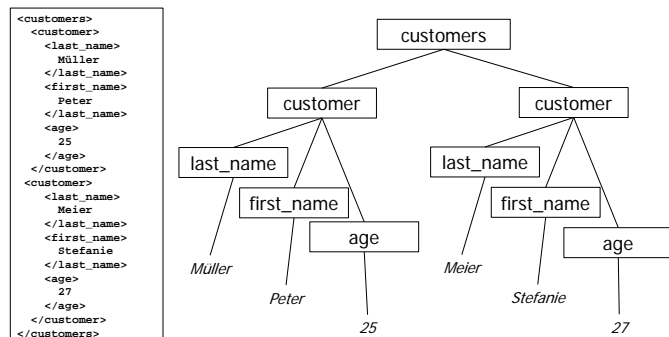 <customers>
<customer>
<last_name>
Müller
</last_name>
<first_name>
Peter
</last_name>
<age>
25
</age>
</customer>
<customer>
<last_name>
Meier
</last_name>
<first_name>
Stefanie
</last_name>
<age>
27
</age>
</customer>
</customers>
customers
customer
customer
last_name
last_name
first_name
first_name
age
age
Müller
Meier
Peter
Stefanie
25
27